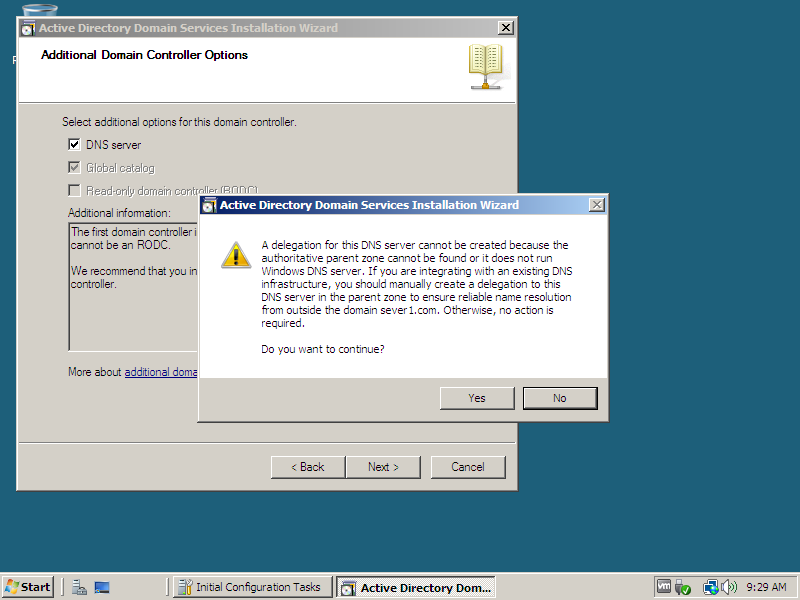 Active Directory Domain Services Installation Wizard
Additional Domain Controller Options
Select additional options for this domain controller.
DNS server
Global catalog
Read-only domain controller (RODC)
Additional information:
The first domain controller i
cannot be an RODC.
We recommend that you in
controller.
More about additional doma
< Back
Next >
Cancel
Active Directory Domain Services Installation Wizard
A delegation for this DNS server cannot be created because the
authoritative parent zone cannot be found or it does not run
Windows DNS server. If you are integrating with an existing DNS
infrastructure, you should manually create a delegation to this
DNS server in the parent zone to ensure reliable name resolution
from outside the domain sever1.com. Otherwise, no action is
required.
Do you want to continue?
Yes
No
Start
Initial Configuration Tasks
Active Directory Dom...
vm
9:29 AM